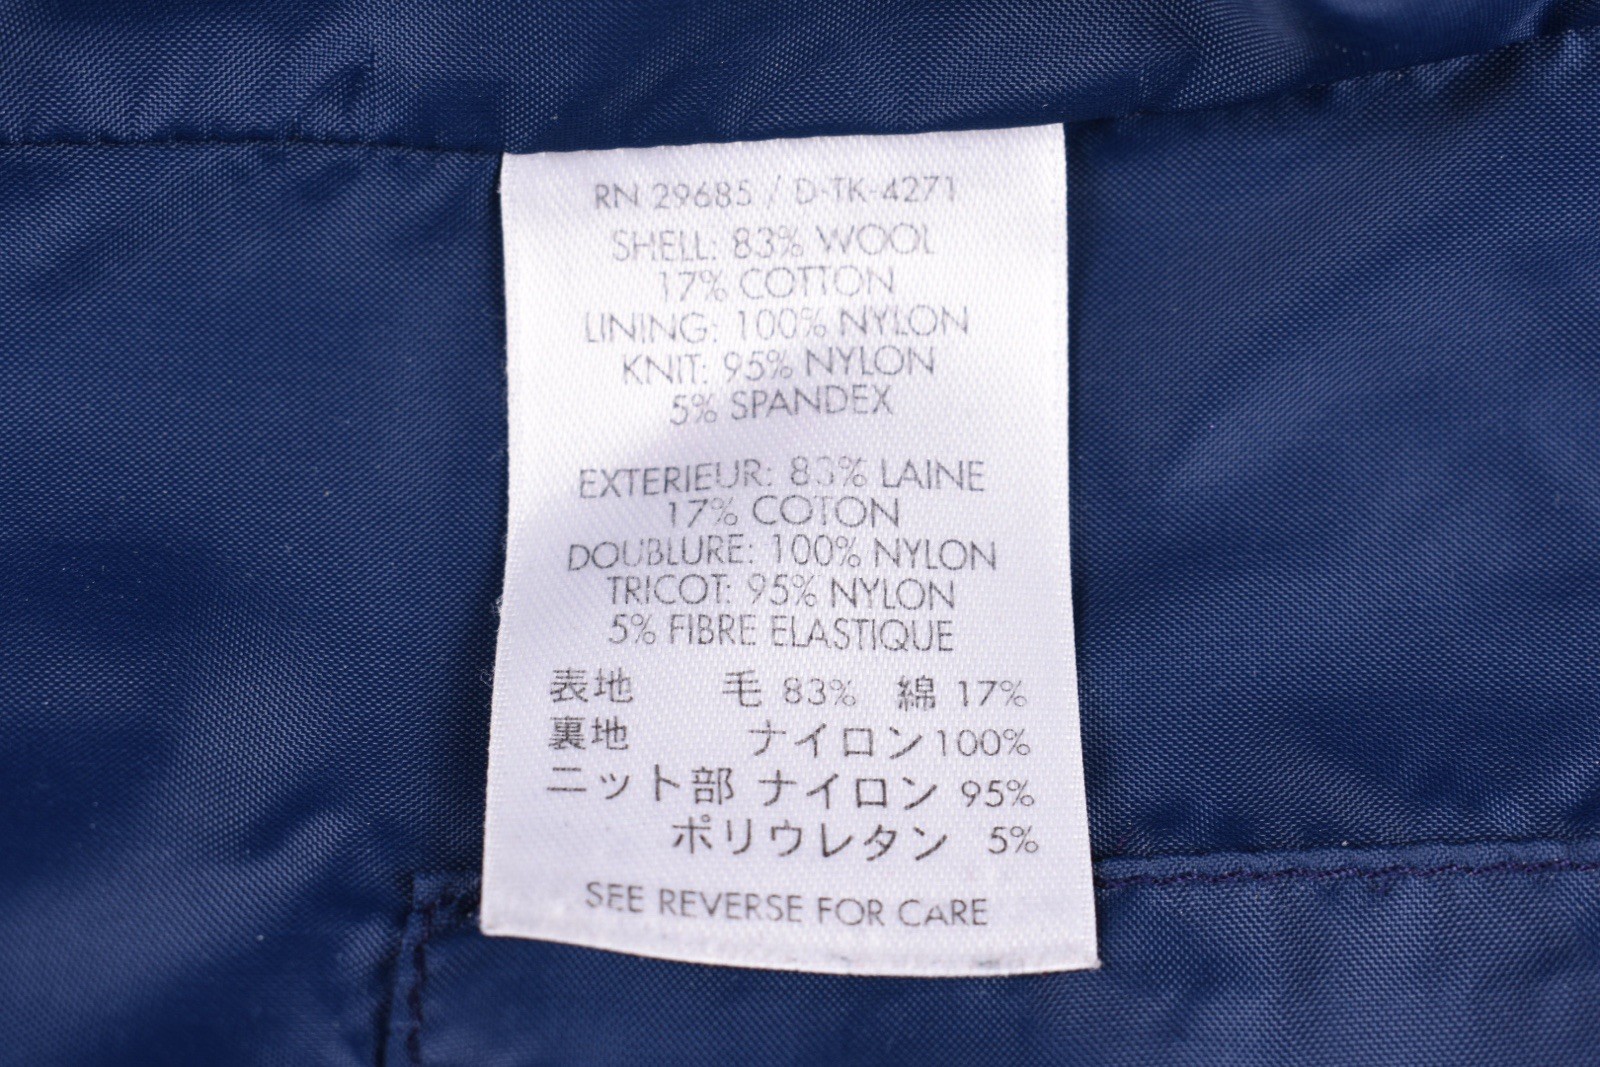 RN 29685 / D-TK-4271
SHELL: 83% WOOL
17% COTTON
LINING: 100% NYLON
KNIT: 95% NYLON
5% SPANDEX
EXTERIEUR: 83% LAINE
17% COTON
DOUBLURE: 100% NYLON
TRICOT: 95% NYLON
5% FIBRE ELASTIQUE
表地 毛 83% 綿 17%
裏地 ナイロン100%
ニット部 ナイロン 95%
ポリウレタン 5%
SEE REVERSE FOR CARE